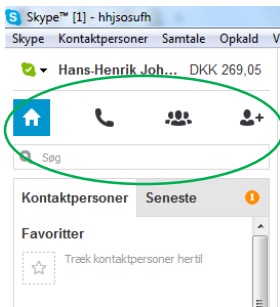 Skype™ [1] - hhjsosufh
Skype Kontaktpersoner Samtale Opkald V
Hans-Henrik Joh... DKK 269,05
Søg
Kontaktpersoner Seneste 1
Favoritter
Træk kontaktpersoner hertil